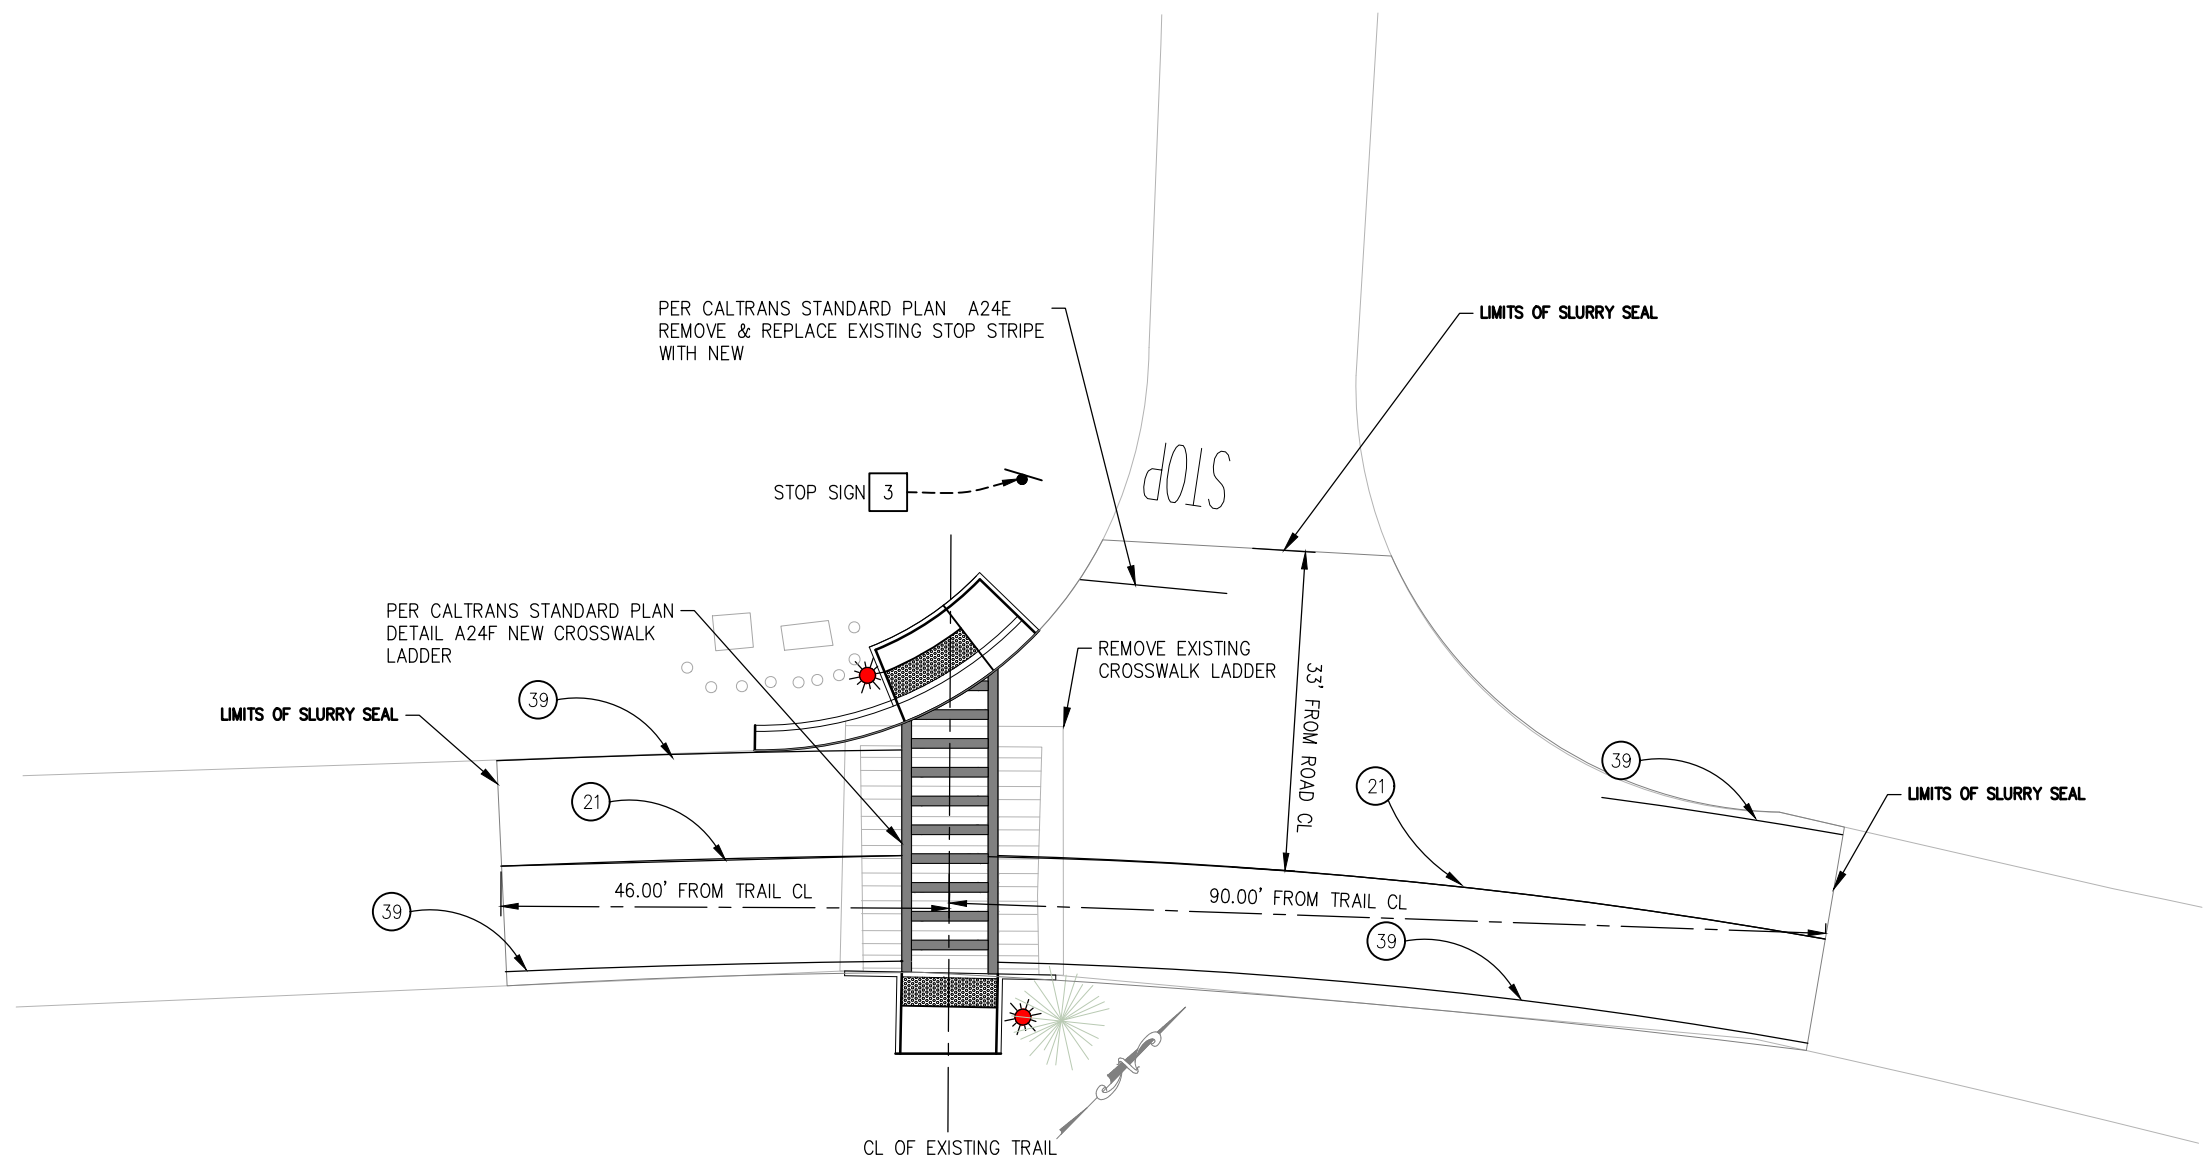 PER CALTRANS STANDARD PLAN A24E
REMOVE & REPLACE EXISTING STOP STRIPE
WITH NEW
LIMITS OF SLURRY SEAL
STOP
STOP SIGN 3
PER CALTRANS STANDARD PLAN
DETAIL A24F NEW CROSSWALK
LADDER
REMOVE EXISTING
CROSSWALK LADDER
33' FROM ROAD CL
39
LIMITS OF SLURRY SEAL
39
21
21
LIMITS OF SLURRY SEAL
46.00' FROM TRAIL CL
90.00' FROM TRAIL CL
39
39
CL OF EXISTING TRAIL